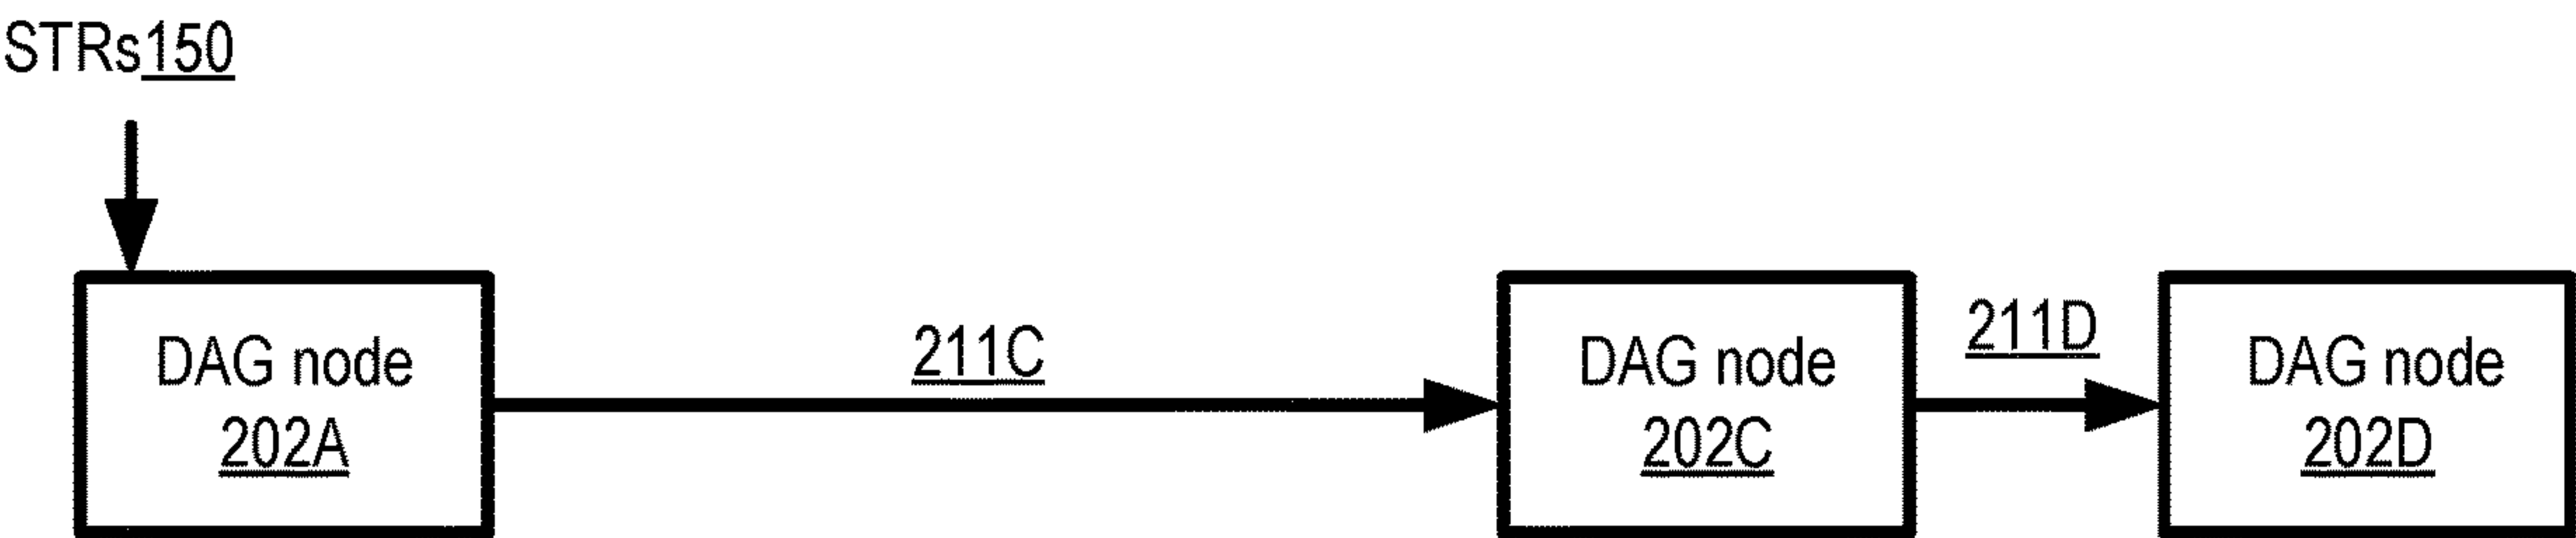 STRs150
211C
211D
DAG node
202A
DAG node
202C
DAG node
202D